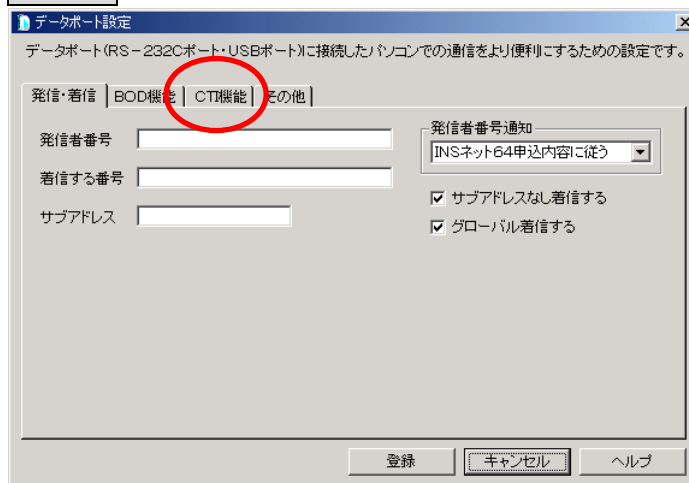 データポート設定
データポート(RS-232Cポート・USBポート)に接続したパソコンでの通信をより便利にするための設定です。
発信・着信 BOD機能 CTI機能 その他
発信者番号
発信者番号通知
INSネット64申込内容に従う
着信する番号
サブアドレスなし着信する
サブアドレス
グローバル着信する
登録 キャンセル ヘルプ